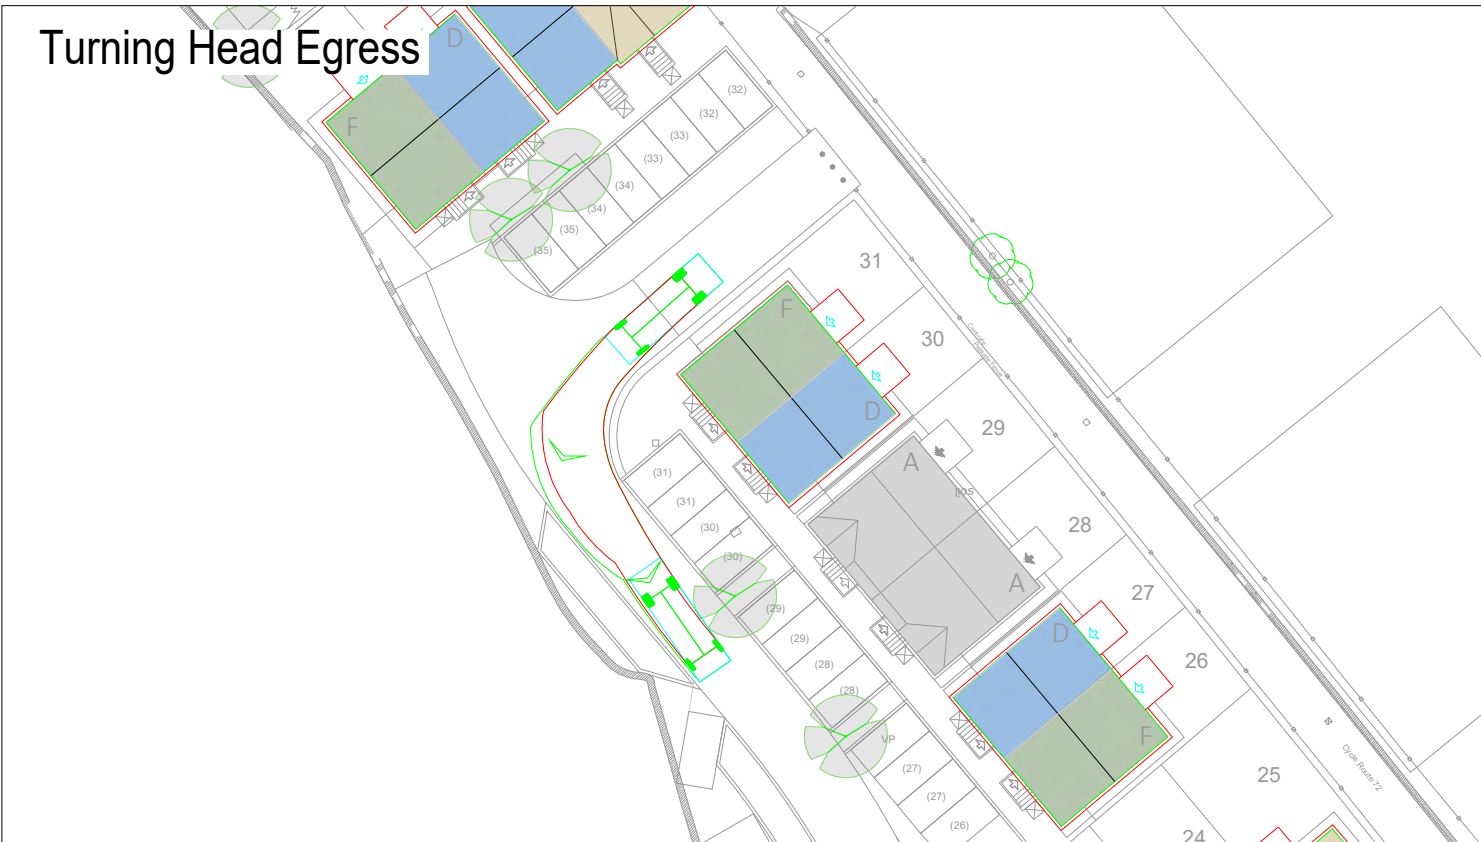 Turning Head Egress
D
F
(32)
(32)
(33)
(33)
(34)
(34)
(35)
(35)
31
F
30
D
29
A
Soil
28
A
27
D
26
F
25
24
(31)
(31)
(30)
(30)
(29)
(29)
(28)
(28)
VP
(27)
(27)
(26)
Cycle Route 72